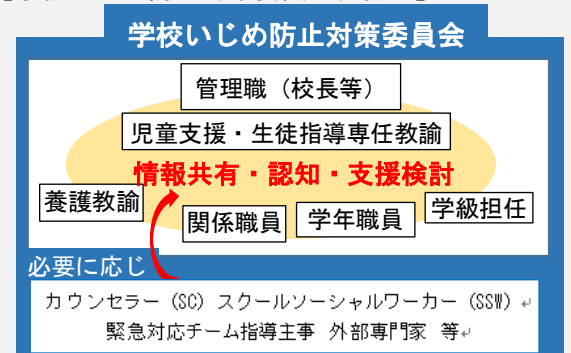 学校いじめ防止対策委員会
管理職（校長等）
児童支援・生徒指導専任教諭
情報共有・認知・支援検討
養護教諭
関係職員
学年職員
学級担任
必要に応じ
カウンセラー（SC）スクールソーシャルワーカー（SSW）↵
緊急対応チーム指導主事 外部専門家 等↵